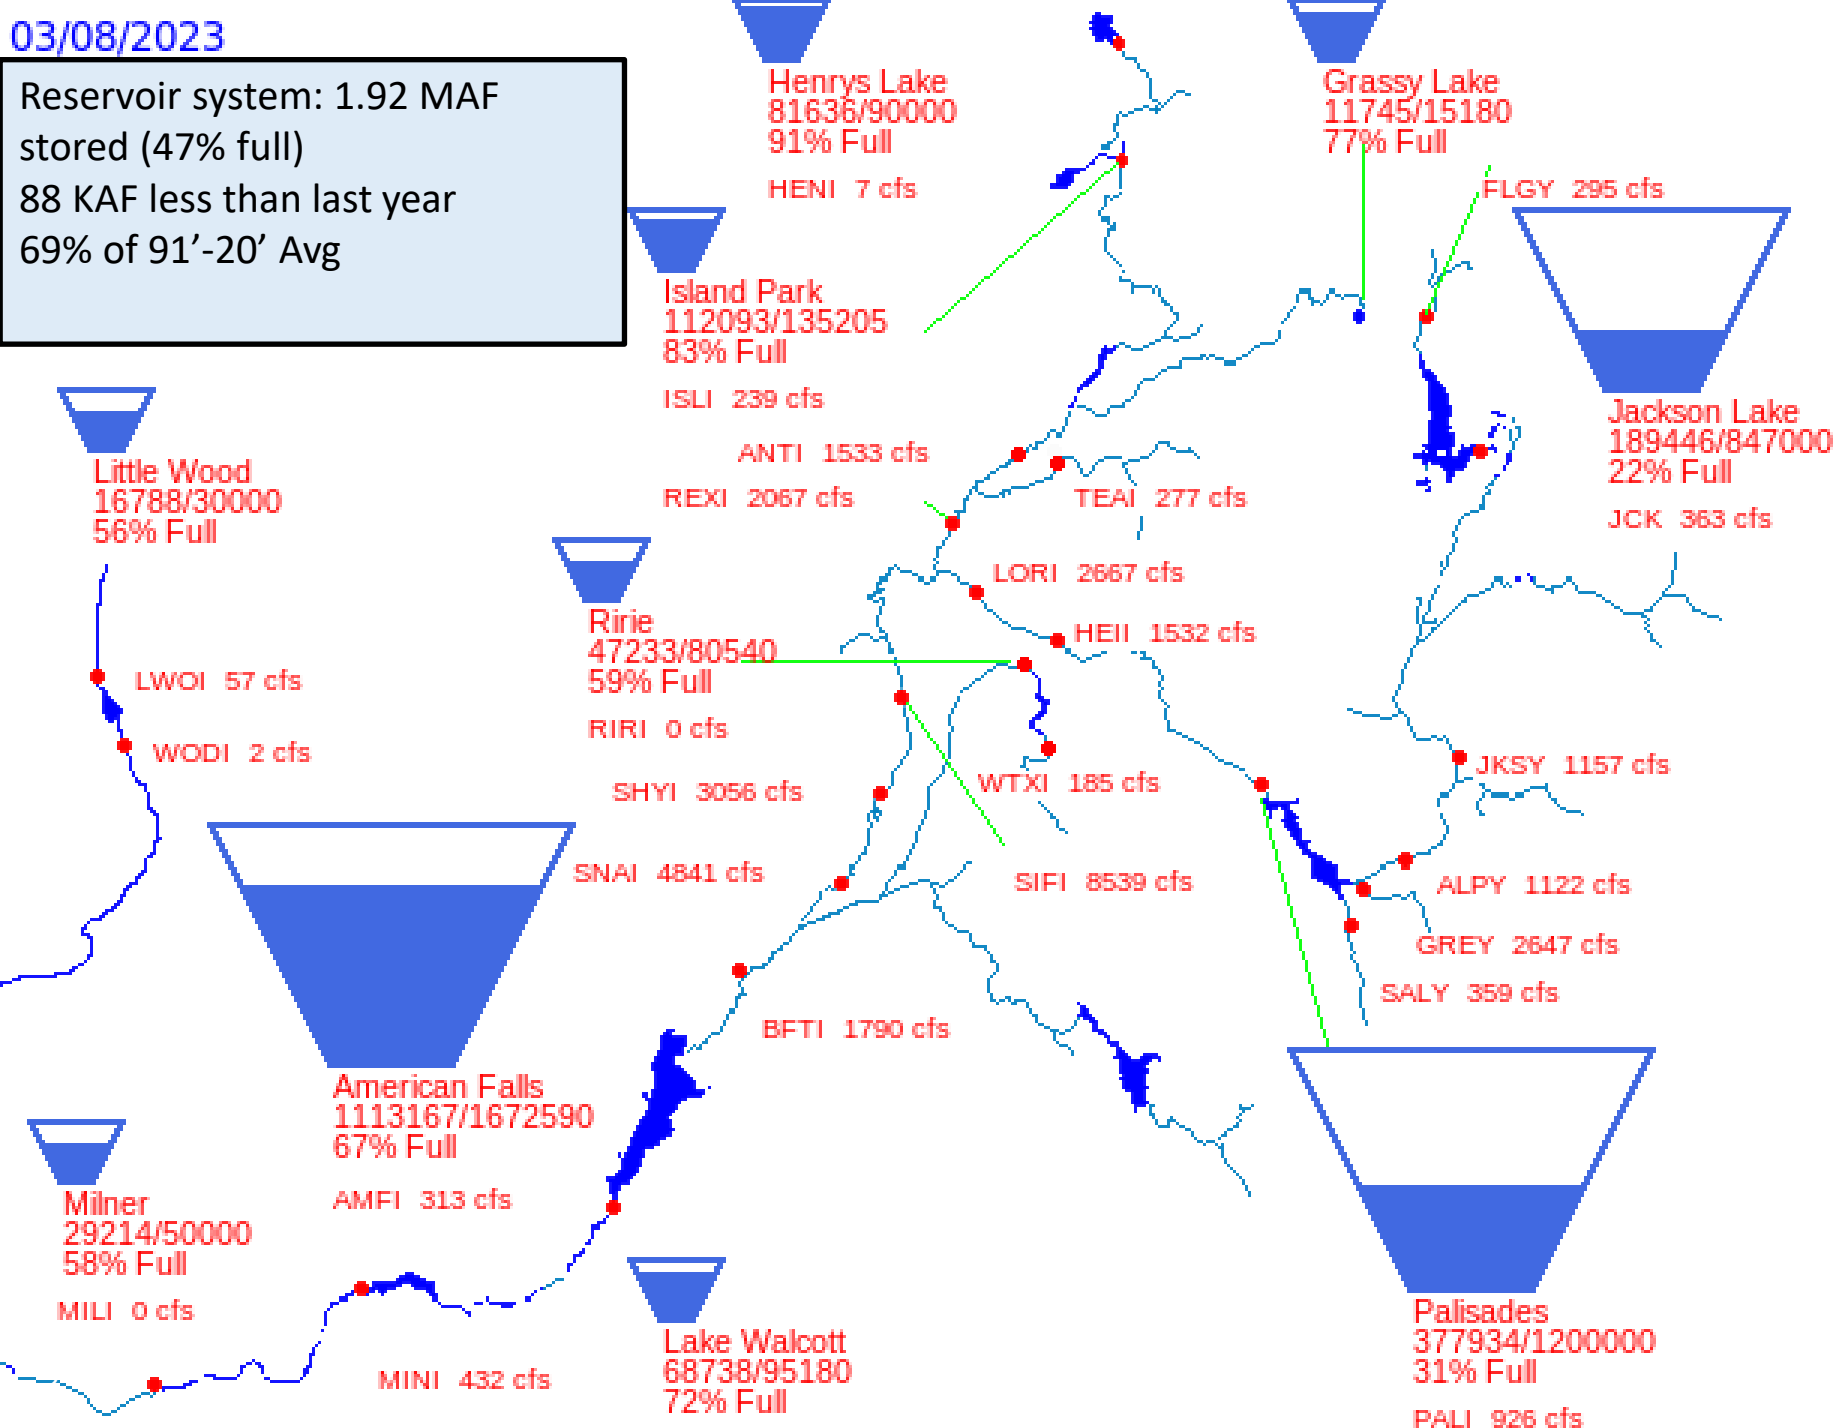 03/08/2023
Reservoir system: 1.92 MAF
stored (47% full)
88 KAF less than last year
69% of 91’-20’ Avg
Henrys Lake
81636/90000
91% Full
HENI 7 cfs
Grassy Lake
11745/15180
77% Full
FLGY 295 cfs
Island Park
112093/135205
83% Full
ISLI 239 cfs
Jackson Lake
189446/847000
22% Full
JCK 363 cfs
Little Wood
16788/30000
56% Full
ANTI 1533 cfs
REXI 2067 cfs
TEAI 277 cfs
LORI 2667 cfs
HEII 1532 cfs
Ririe
47233/80540
59% Full
RIRI 0 cfs
LWOI 57 cfs
WODI 2 cfs
SHYI 3056 cfs
WTXI 185 cfs
JKSY 1157 cfs
SNAI 4841 cfs
SIFI 8539 cfs
ALPY 1122 cfs
GREY 2647 cfs
SALY 359 cfs
BFTI 1790 cfs
American Falls
1113167/1672590
67% Full
AMFI 313 cfs
Milner
29214/50000
58% Full
MILI 0 cfs
MINI 432 cfs
Lake Walcott
68738/95180
72% Full
Palisades
377934/1200000
31% Full
PALI 926 cfs